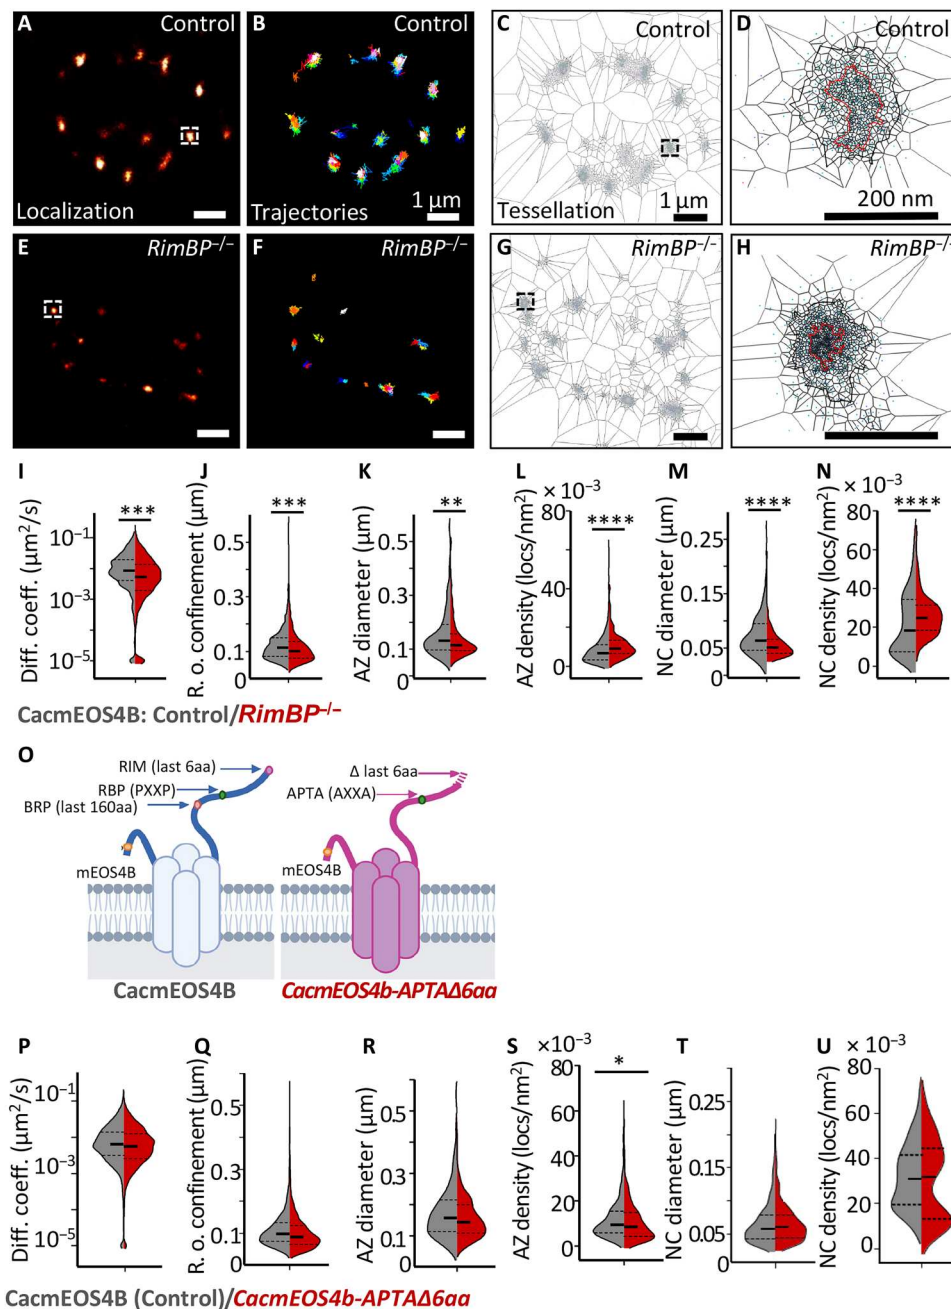 A Control
Localization
B
Trajectories 1 µm
C Control
Tessellation 1 µm
D Control
200 nm
E RimBP–/–
F RimBP–/–
G RimBP–/–
H RimBP–/–
I
Diff. coeff. (µm2/s)
10–1
10–3
10–5
***
J
R. o. confinement (µm)
0.5
0.3
0.1
0
***
K
AZ diameter (µm)
0.5
0.3
0.1
0
**
L × 10–3
AZ density (locs/nm2)
80
60
40
20
0
****
M
NC diameter (µm)
0.25
0.15
0.05
0
****
N × 10–3
NC density (locs/nm2)
80
60
40
20
0
****
CacmEOS4B: Control/RimBP–/–
O
RIM (last 6aa)
RBP (PXXP)
BRP (last 160aa)
mEOS4B
CacmEOS4B
Δ last 6aa
APTA (AXXA)
mEOS4B
CacmEOS4b-APTAΔ6aa
P
Diff. coeff. (µm2/s)
10–1
10–3
10–5
Q
R. o. confinement (µm)
0.5
0.3
0.1
0
R
AZ diameter (µm)
0.5
0.3
0.1
0
S × 10–3
AZ density (locs/nm2)
80
60
40
20
0
*
T
NC diameter (µm)
0.25
0.15
0.05
0
U × 10–3
NC density (locs/nm2)
80
60
40
20
0
CacmEOS4B (Control)/CacmEOS4b-APTAΔ6aa